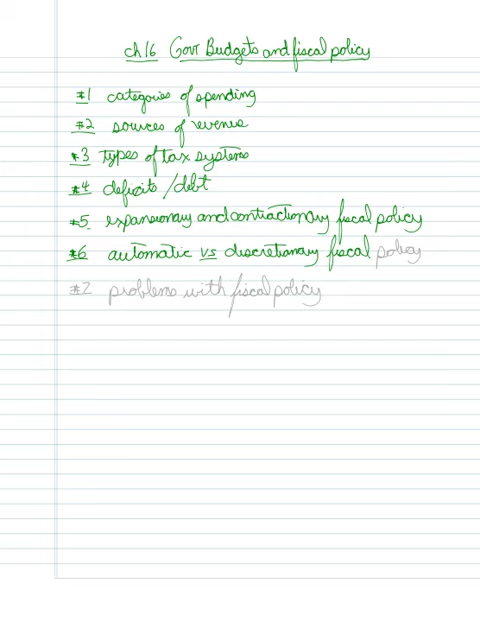 ch 16 Govt Budgets and fiscal policy
#1 categories of spending
#2 sources of revenue
#3 types of tax systems
#4 deficits/debt
#5 expansionary and contractionary fiscal policy
#6 automatic vs discretionary fiscal policy
#7 problems with fiscal policy